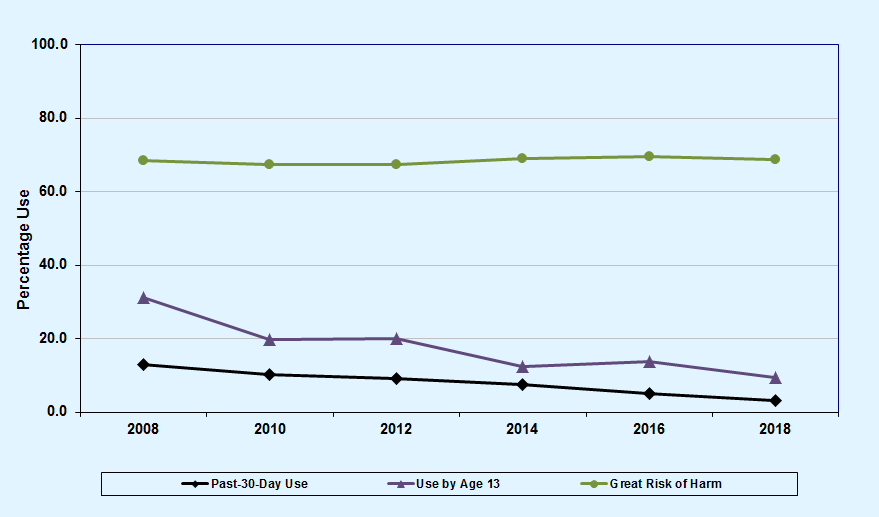 100.0
80.0
60.0
40.0
20.0
0.0
Percentage Use
2008 2010 2012 2014 2016 2018
Past-30-Day Use Use by Age 13 Great Risk of Harm